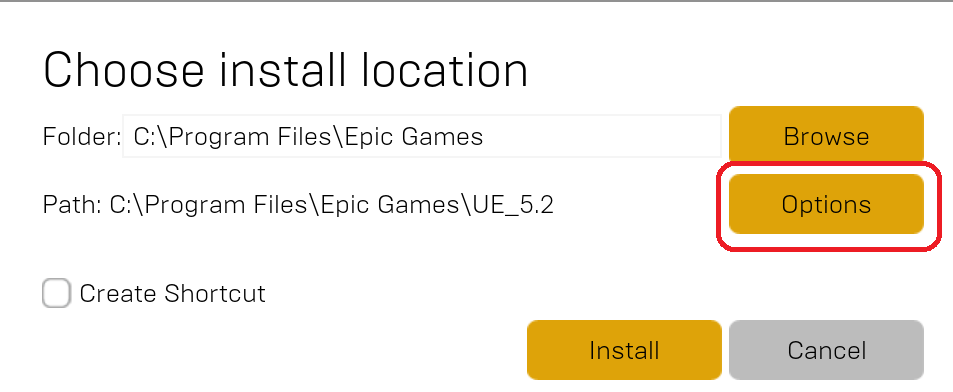 Choose install location
Folder: C:\Program Files\Epic Games Browse
Path: C:\Program Files\Epic Games\UE_5.2 Options
Create Shortcut
Install Cancel